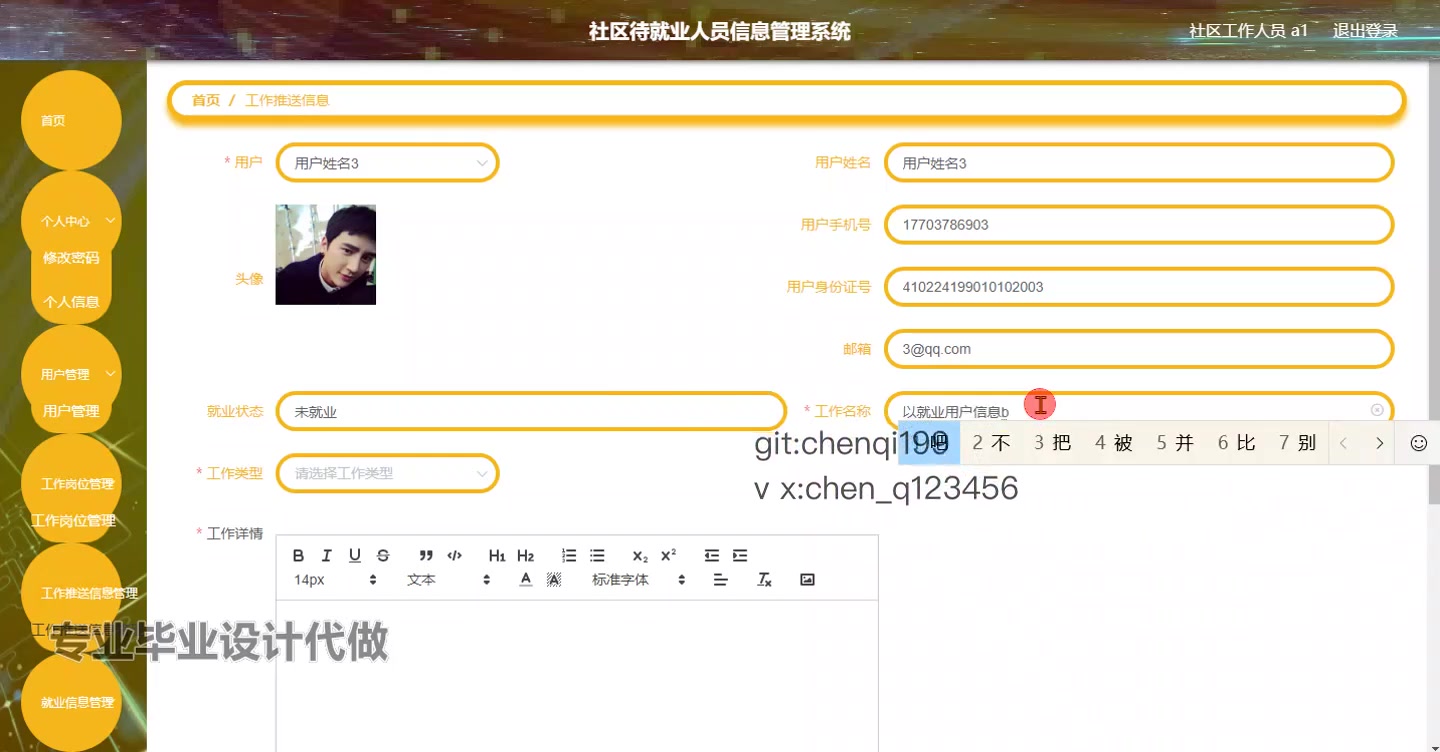 社区待就业人员信息管理系统
社区工作人员 a1 退出登录
首页
个人中心
修改密码
个人信息
用户管理
用户管理
工作岗位管理
工作岗位管理
工作推送信息管理
就业信息管理
首页 / 工作推送信息
* 用户 用户姓名3
用户姓名 用户姓名3
头像
用户手机号 17703786903
用户身份证号 410224199010102003
邮箱 3@qq.com
就业状态 未就业
* 工作名称 以就业用户信息b
1 吧 2 不 3 把 4 被 5 并 6 比 7 别
git:chenqi198
v x:chen_q123456
* 工作类型 请选择工作类型
* 工作详情
B I U S H1 H2 X2 X2
14px 文本 A A 标准字体 Tx
专业毕业设计代做